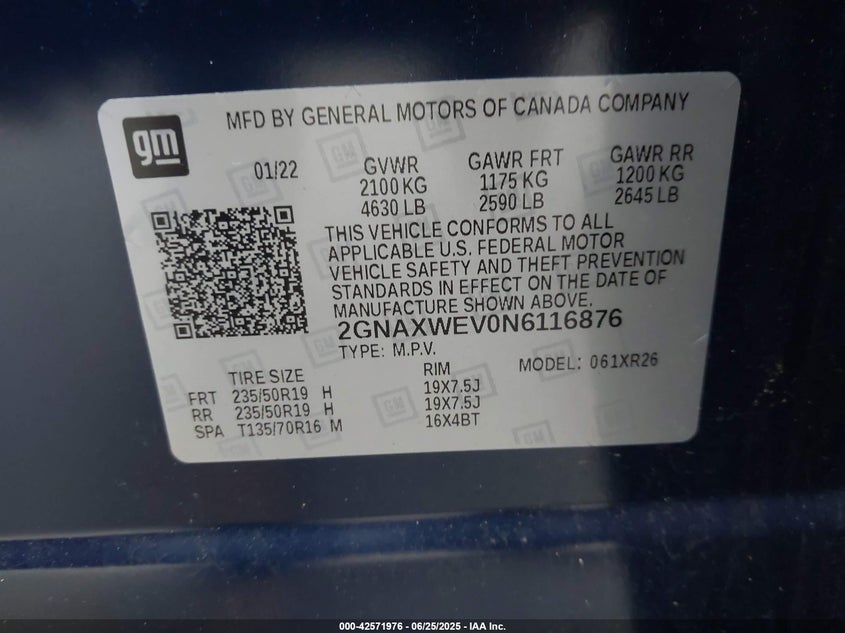 gm
MFD BY GENERAL MOTORS OF CANADA COMPANY
01/22
GVWR GAWR FRT GAWR RR
2100 KG 1175 KG 1200 KG
4630 LB 2590 LB 2645 LB
THIS VEHICLE CONFORMS TO ALL
APPLICABLE U.S. FEDERAL MOTOR
VEHICLE SAFETY AND THEFT PREVENTION
STANDARDS IN EFFECT ON THE DATE OF
MANUFACTURE SHOWN ABOVE.
2GNAXWEV0N6116876
TYPE: M.P.V. MODEL: 061XR26
TIRE SIZE RIM
FRT 235/50R19 H 19X7.5J
RR 235/50R19 H 19X7.5J
SPA T135/70R16 M 16X4BT
000-42571976 - 06/25/2025 - IAA Inc.